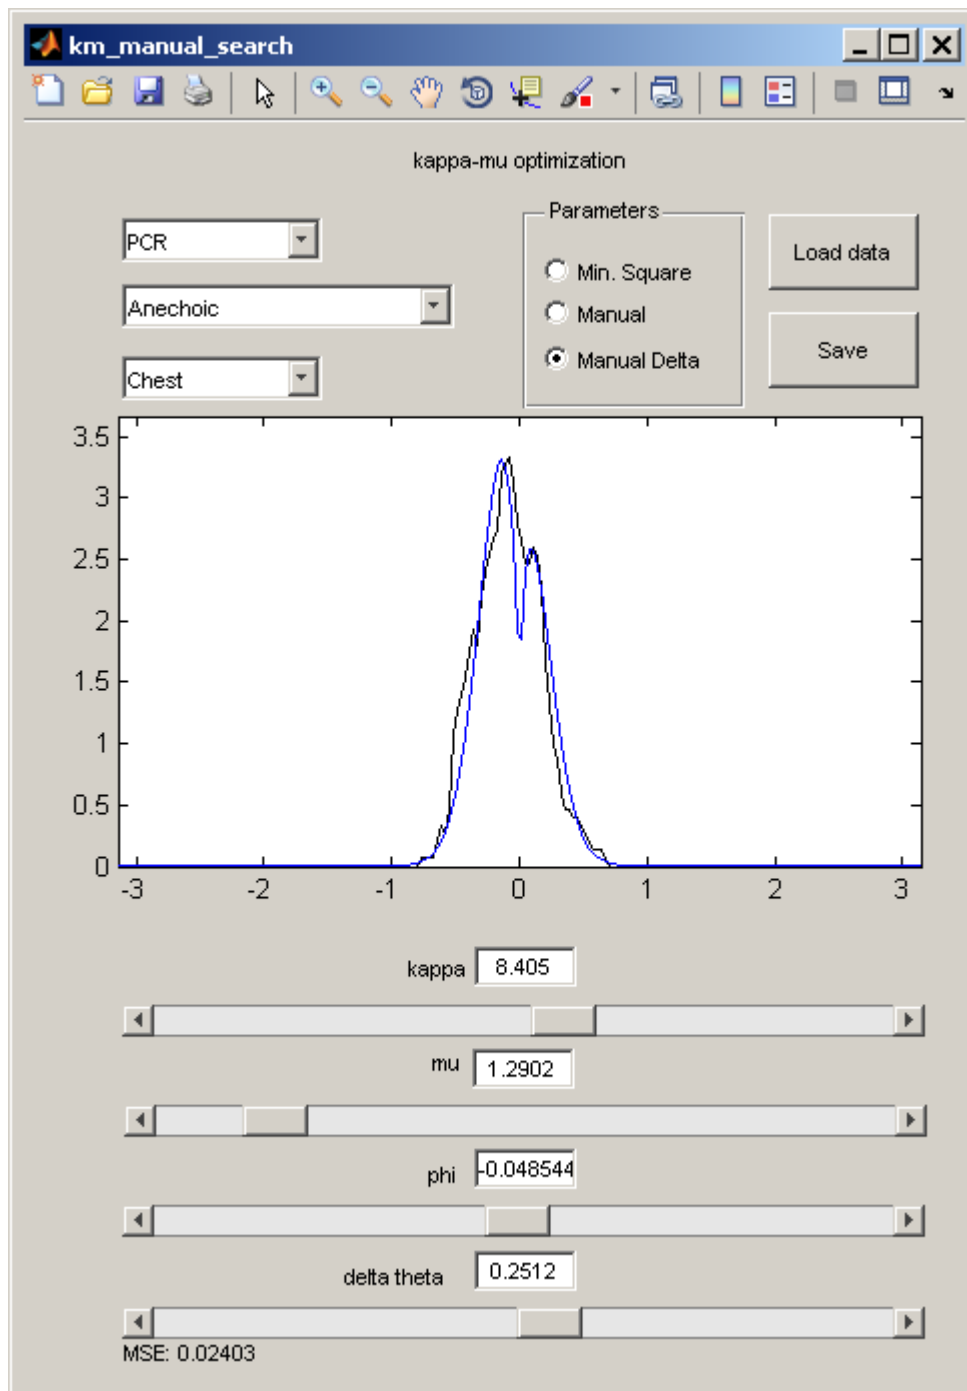 km_manual_search
kappa-mu optimization
PCR
Anechoic
Chest
Parameters
Min. Square
Manual
Manual Delta
Load data
Save
3.5
3
2.5
2
1.5
1
0.5
0
-3 -2 -1 0 1 2 3
kappa 8.405
mu 1.2902
phi -0.048544
delta theta 0.2512
MSE: 0.02403